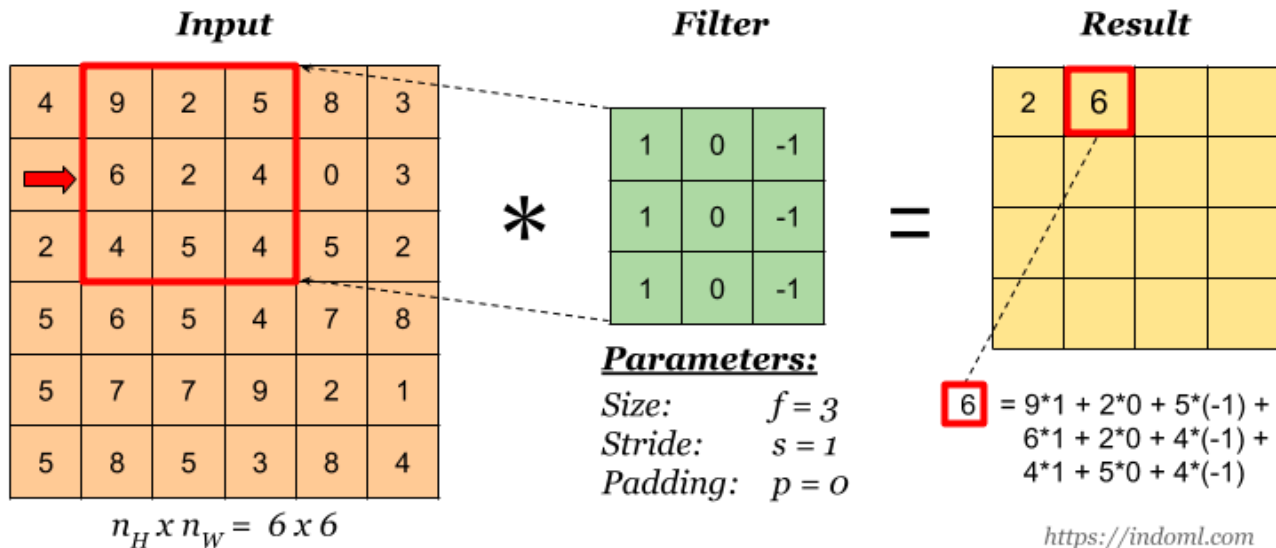 Input
Filter
Result
4 9 2 5 8 3
6 2 4 0 3
2 4 5 4 5 2
5 6 5 4 7 8
5 7 7 9 2 1
5 8 5 3 8 4
n_H x n_W = 6 x 6
*
1 0 -1
1 0 -1
1 0 -1
Parameters:
Size: f = 3
Stride: s = 1
Padding: p = 0
=
2 6
6 = 9*1 + 2*0 + 5*(-1) +
6*1 + 2*0 + 4*(-1) +
4*1 + 5*0 + 4*(-1)
https://indoml.com